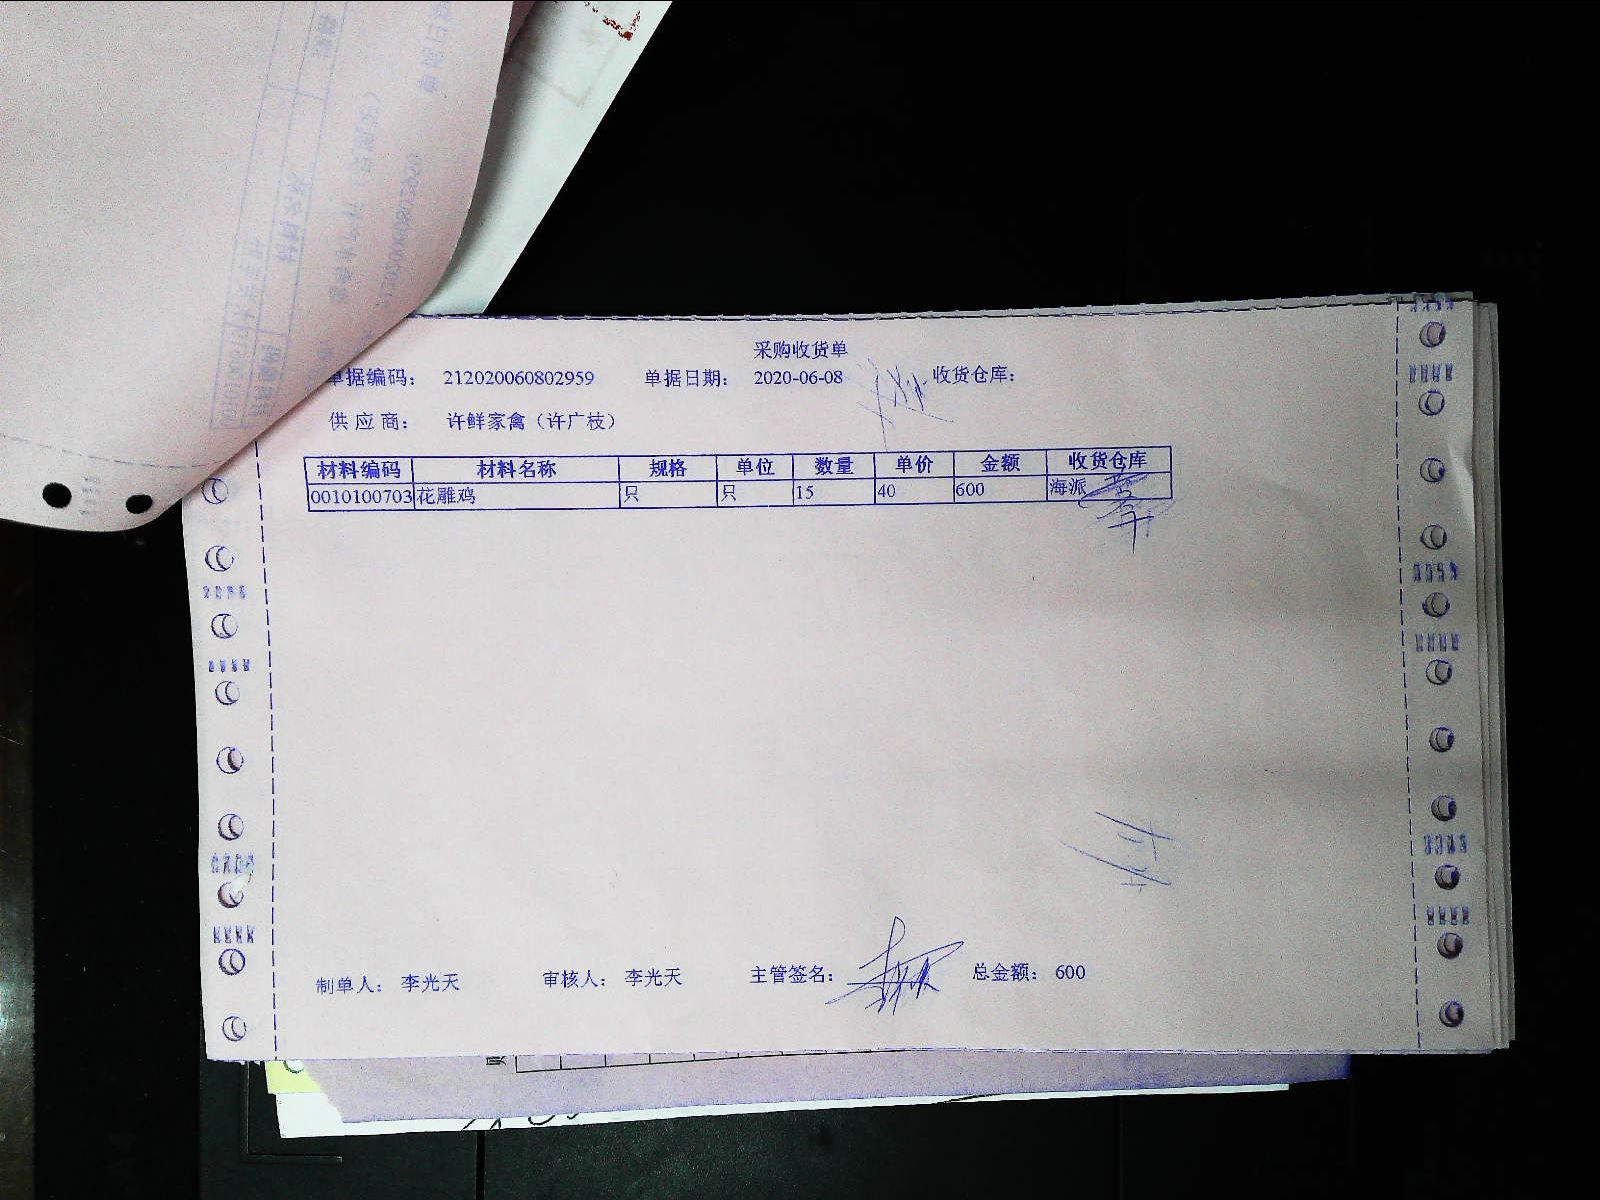 采购收货单
单据编码： 212020060802959 单据日期： 2020-06-08 收货仓库：
供 应 商： 许鲜家禽（许广枝）
材料编码 材料名称 规格 单位 数量 单价 金额 收货仓库
0010100703 花雕鸡 只 只 15 40 600 海派
制单人： 李光天 审核人： 李光天 主管签名： 总金额： 600